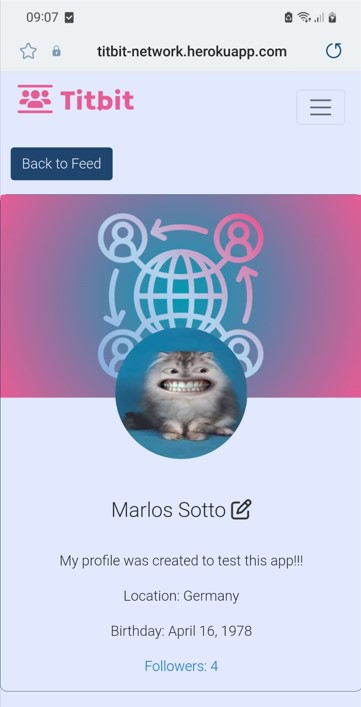 09:07
titbit-network.herokuapp.com
Titbit
Back to Feed
Marlos Sotto
My profile was created to test this app!!!
Location: Germany
Birthday: April 16, 1978
Followers: 4